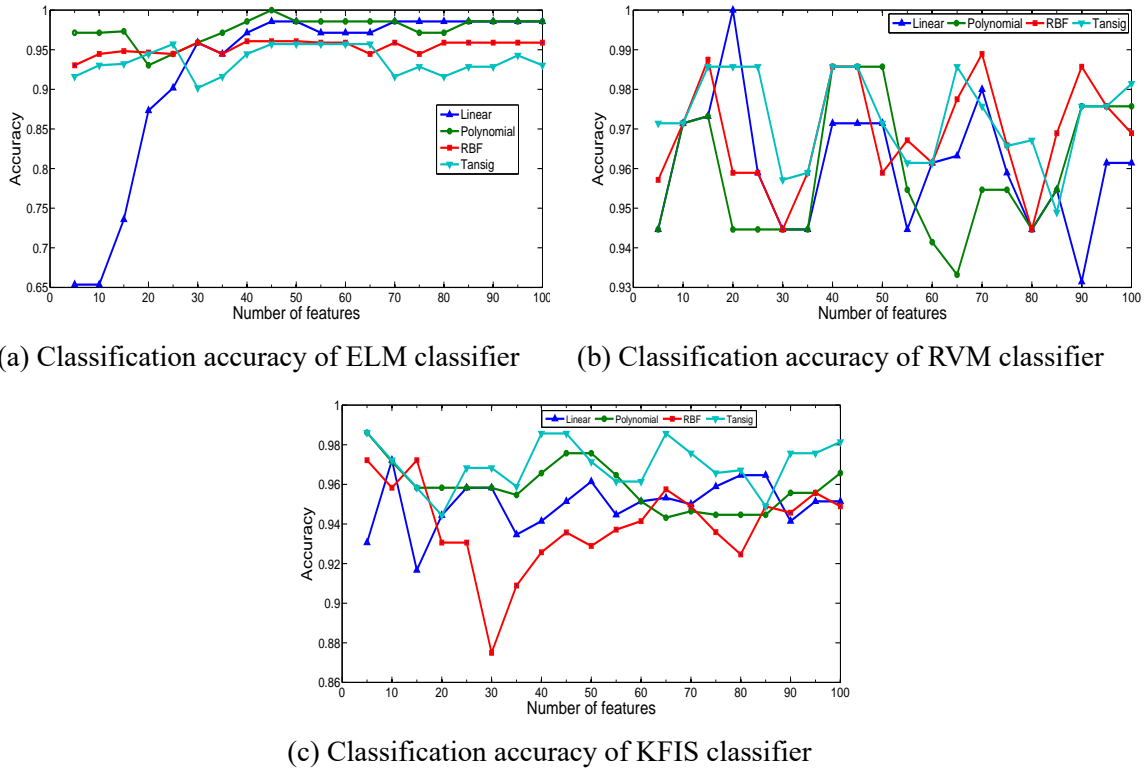 1
0.95
0.9
0.85
0.8
0.75
0.7
0.65
Accuracy
Linear
Polynomial
RBF
Tansig
0 10 20 30 40 50 60 70 80 90 100
Number of features
(a) Classification accuracy of ELM classifier
1
0.99
0.98
0.97
0.96
0.95
0.94
0.93
Accuracy
Linear Polynomial RBF Tansig
0 10 20 30 40 50 60 70 80 90 100
Number of features
(b) Classification accuracy of RVM classifier
1
0.98
0.96
0.94
0.92
0.9
0.88
0.86
Accuracy
Linear Polynomial RBF Tansig
0 10 20 30 40 50 60 70 80 90 100
Number of features
(c) Classification accuracy of KFIS classifier